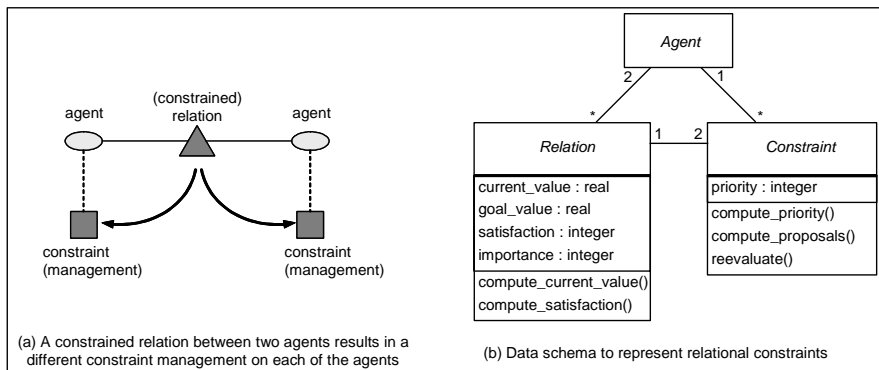 (constrained)
relation
agent
agent
constraint
(management)
constraint
(management)
(a) A constrained relation between two agents results in a
different constraint management on each of the agents
Agent
2
1
*
*
Relation
1
2
Constraint
current_value : real
goal_value : real
satisfaction : integer
importance : integer
compute_current_value()
compute_satisfaction()
priority : integer
compute_priority()
compute_proposals()
reevaluate()
(b) Data schema to represent relational constraints